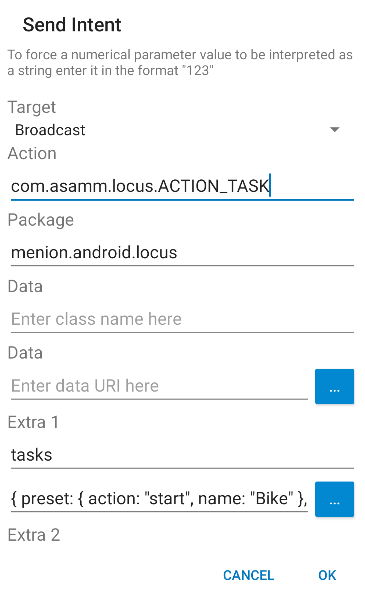 Send Intent
To force a numerical parameter value to be interpreted as
a string enter it in the format "123"
Target
Broadcast
Action
com.asamm.locus.ACTION_TASK
Package
menion.android.locus
Data
Enter class name here
Data
Enter data URI here
...
Extra 1
tasks
{ preset: { action: "start", name: "Bike" },
...
Extra 2
CANCEL OK